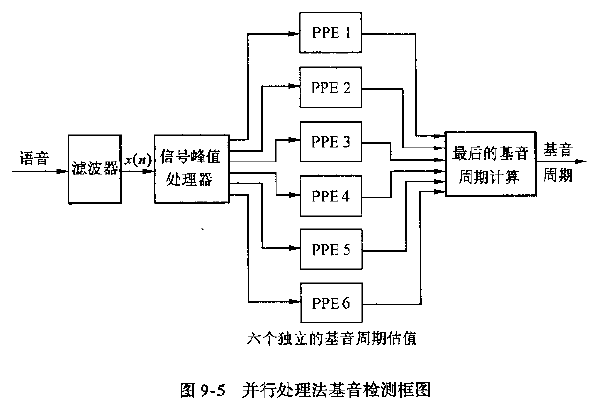 语音
滤波器
x(n)
信号峰值
处理器
PPE 1
PPE 2
PPE 3
PPE 4
PPE 5
PPE 6
最后的基音
周期计算
基音
周期
六个独立的基音周期估值
图 9-5 并行处理法基音检测框图